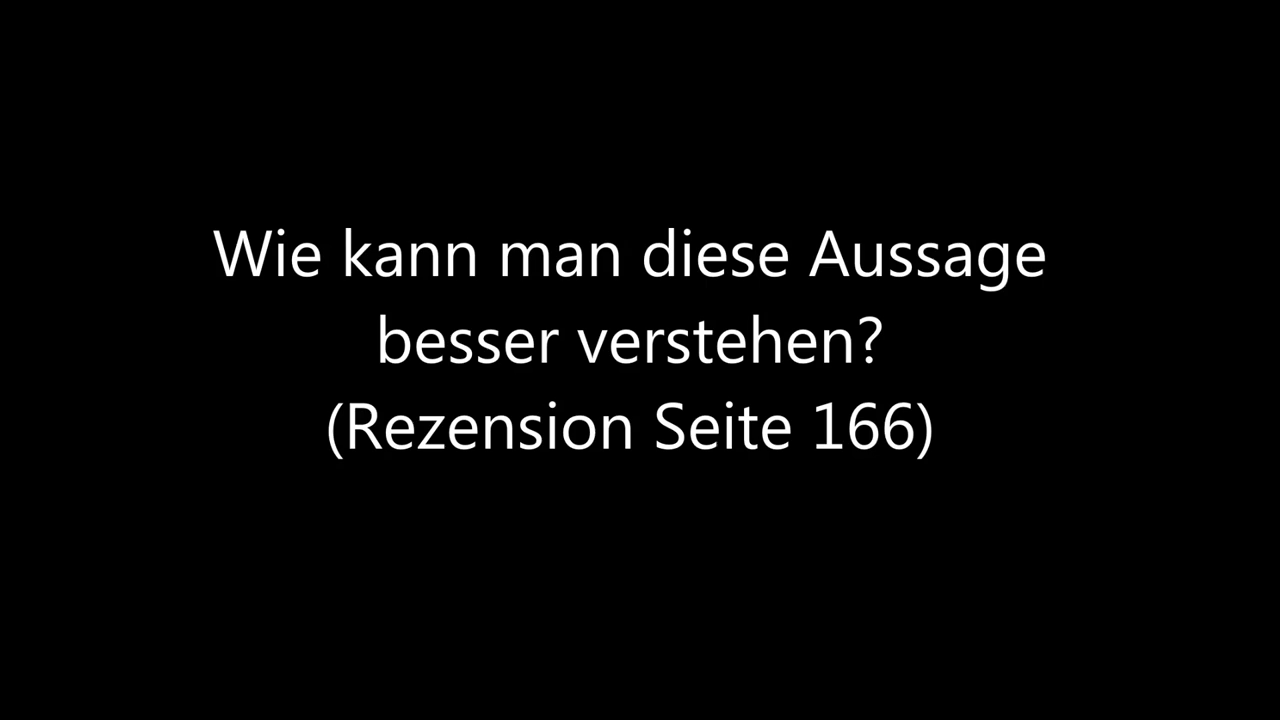 Wie kann man diese Aussage
besser verstehen?
(Rezension Seite 166)